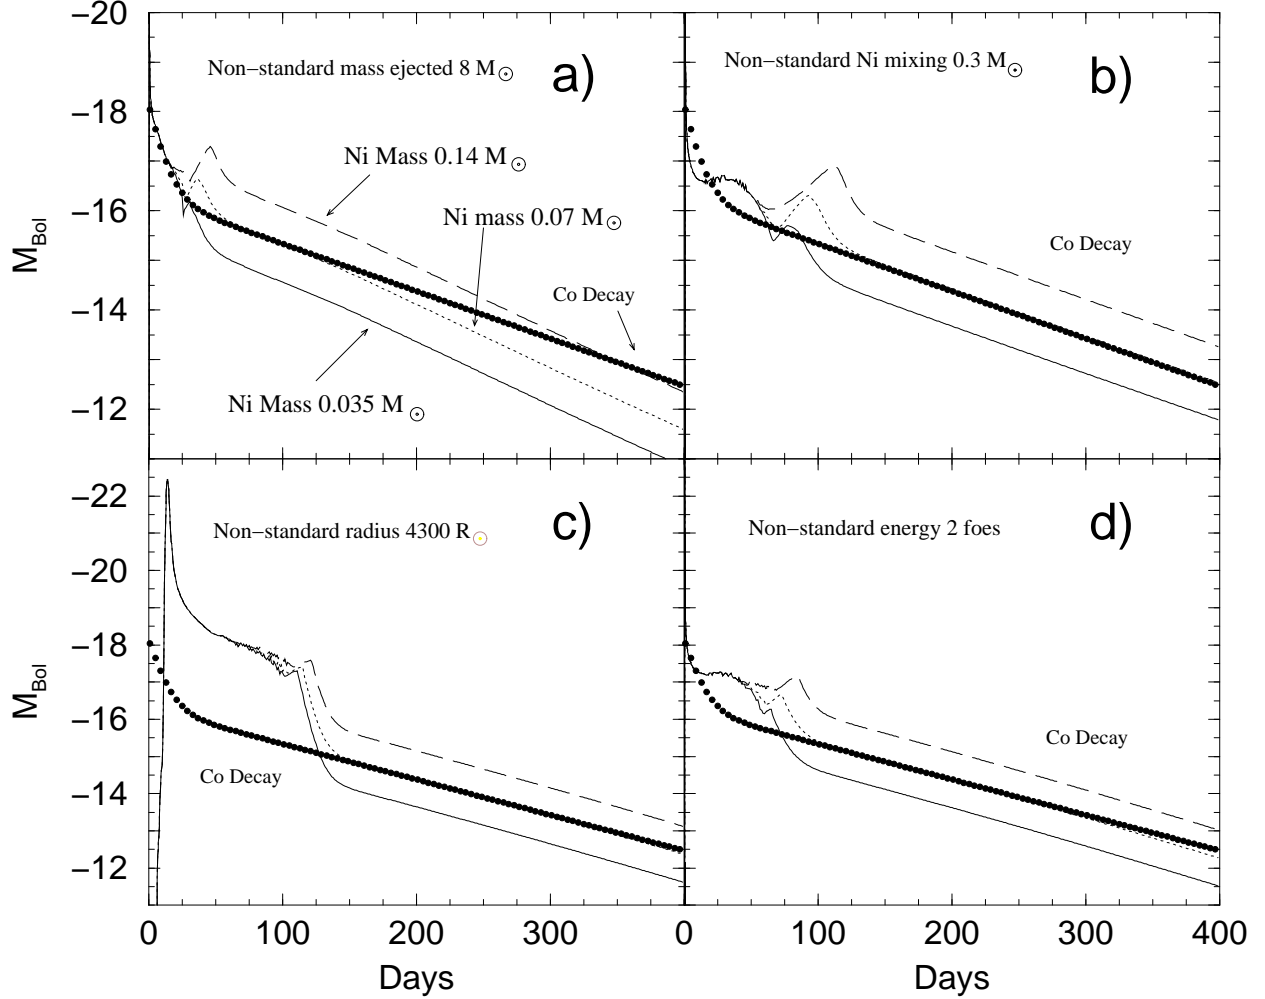 −20
−18
−16
−14
−12
M_Bol
Non−standard mass ejected 8 M⊙
a)
Ni Mass 0.14 M⊙
Ni mass 0.07 M⊙
Co Decay
Ni Mass 0.035 M⊙
Non−standard Ni mixing 0.3 M⊙
b)
Co Decay
−22
−20
−18
−16
−14
−12
M_Bol
Non−standard radius 4300 R⊙
c)
Co Decay
0 100 200 300
Days
Non−standard energy 2 foes
d)
Co Decay
0 100 200 300 400
Days